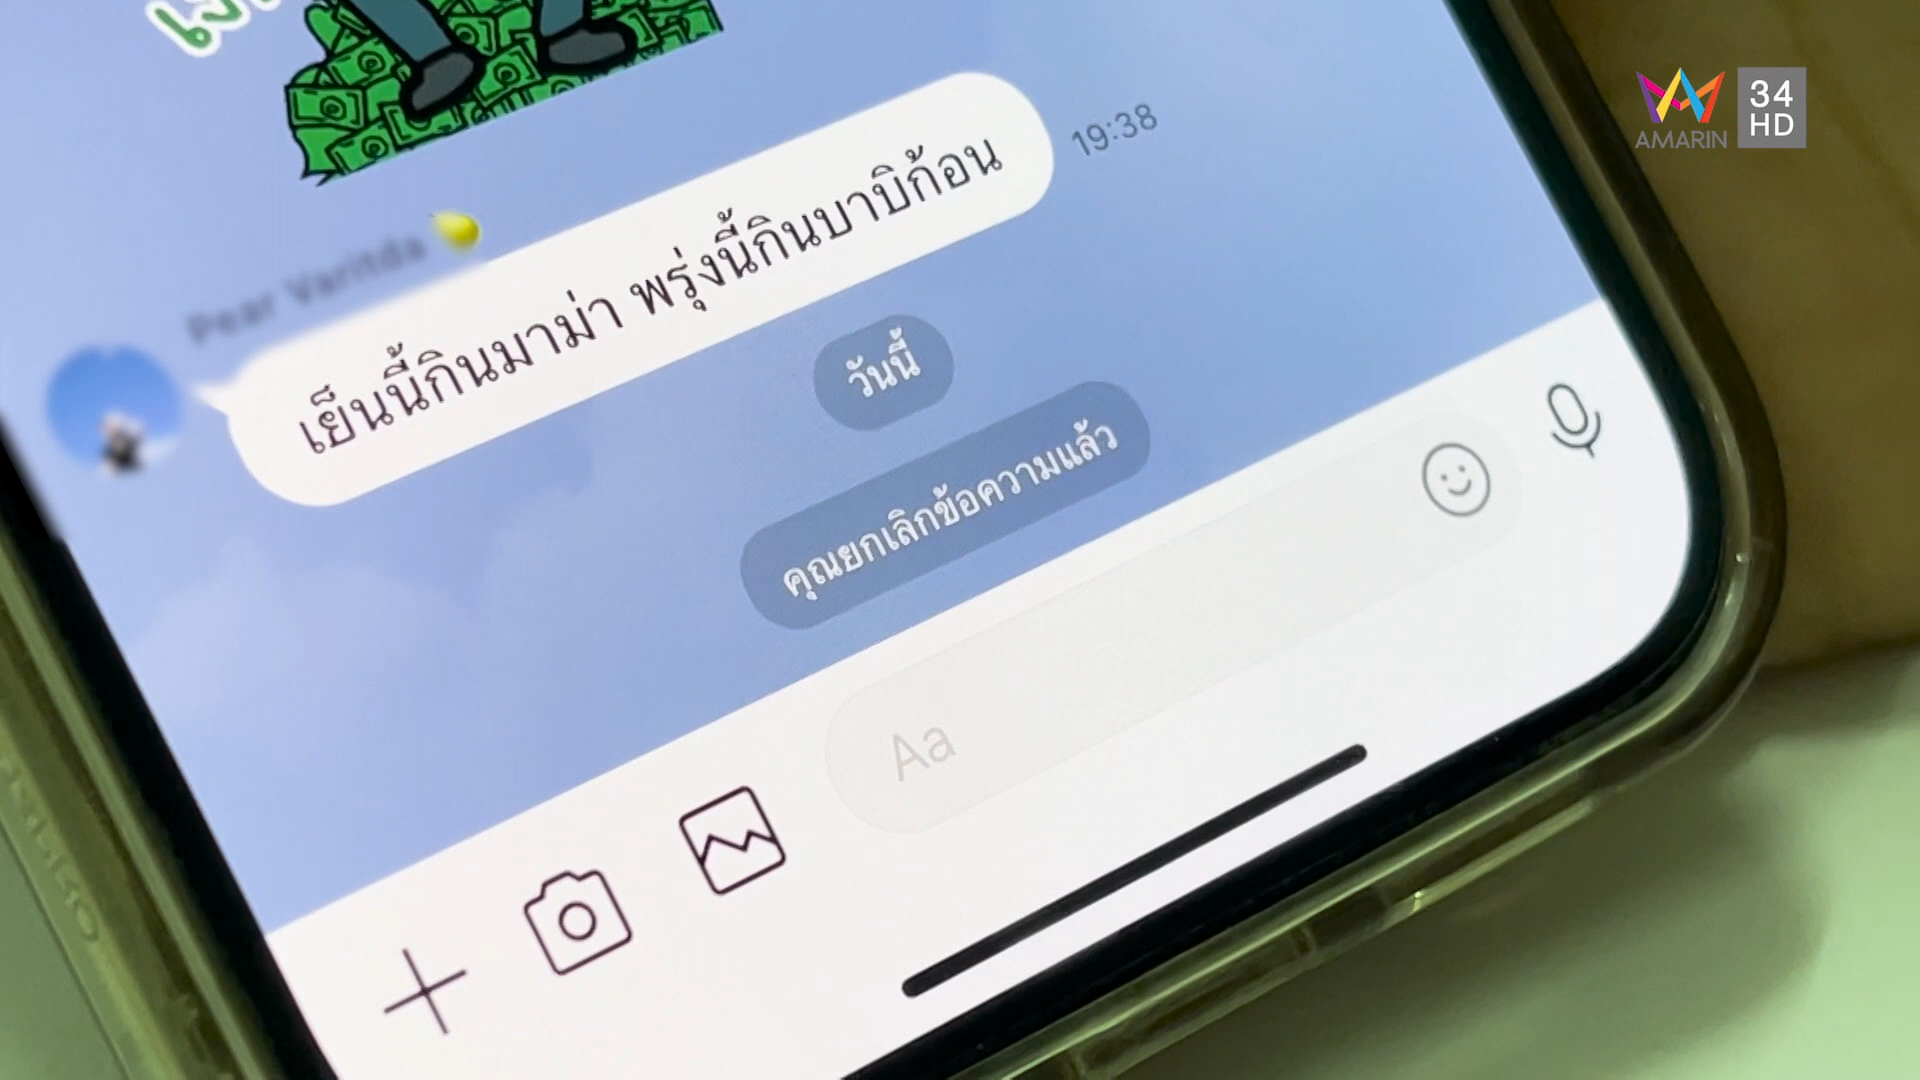 34
HD
AMARIN
19:38
Pear Varitda
เย็นนี้กินมาม่า พรุ่งนี้กินบาบิก้อน
วันนี้
คุณยกเลิกข้อความแล้ว
Aa